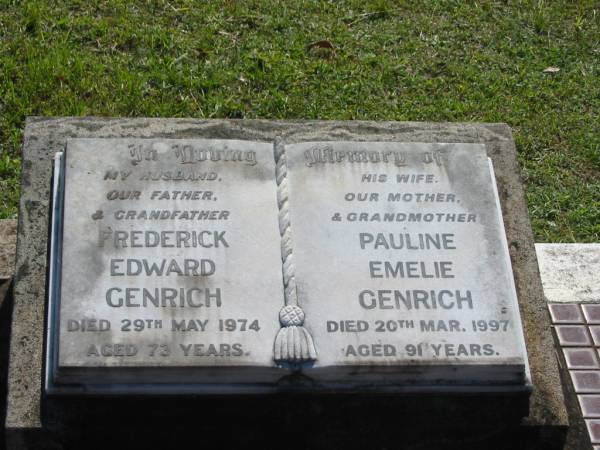 In Loving Memory of
MY HUSBAND,
OUR FATHER,
& GRANDFATHER
FREDERICK
EDWARD
GENRICH
DIED 29TH MAY 1974
AGED 73 YEARS.
HIS WIFE.
OUR MOTHER,
& GRANDMOTHER
PAULINE
EMELIE
GENRICH
DIED 20TH MAR. 1997
AGED 91 YEARS.